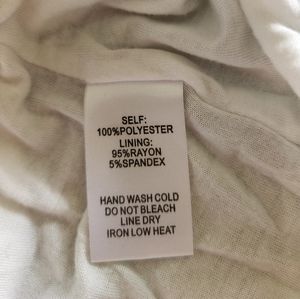 SELF:
100%POLYESTER
LINING:
95%RAYON
5%SPANDEX
HAND WASH COLD
DO NOT BLEACH
LINE DRY
IRON LOW HEAT